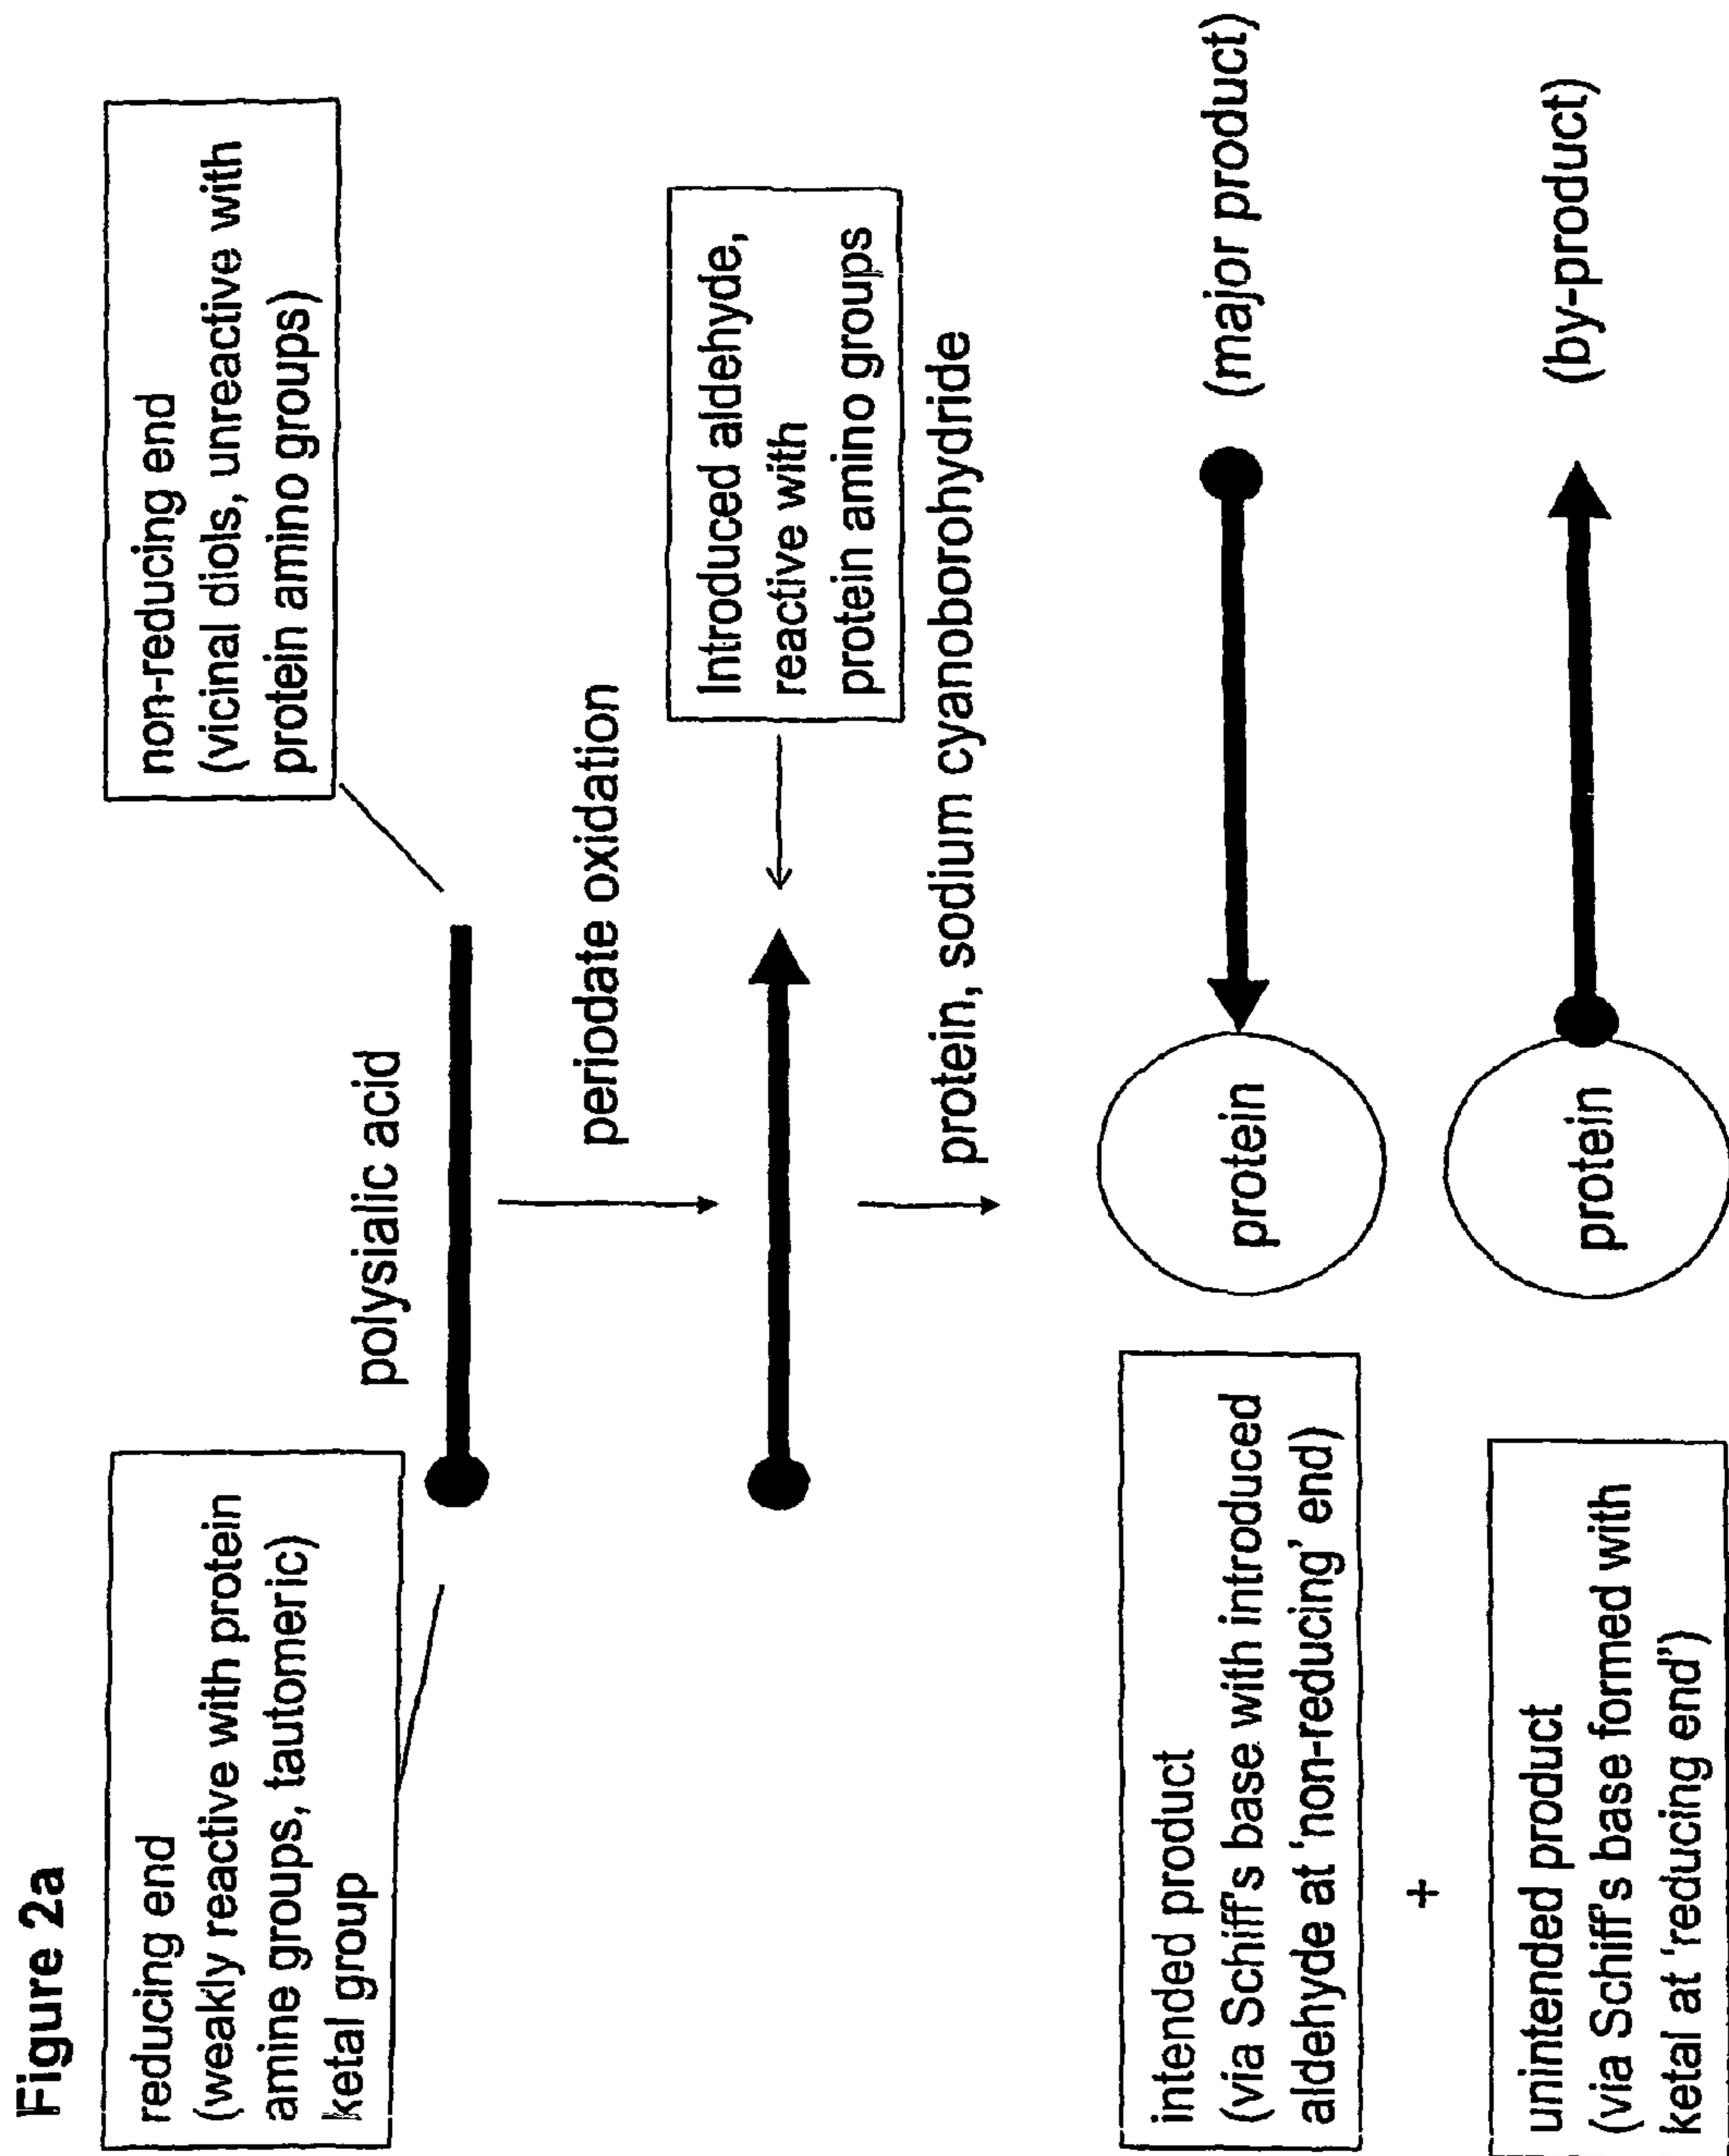 Figure 2a
reducing end
(weakly reactive with protein
amine groups, tautomeric)
ketal group
non-reducing end
(vicinal diols, unreactive with
protein amino groups)
polysialic acid
periodate oxidation
Introduced aldehyde,
reactive with
protein amino groups
protein, sodium cyanoborohydride
intended product
(via Schiff's base with introduced
aldehyde at 'non-reducing' end)
protein
(major product)
+
unintended product
(via Schiff's base formed with
ketal at 'reducing end')
protein
(by-product)